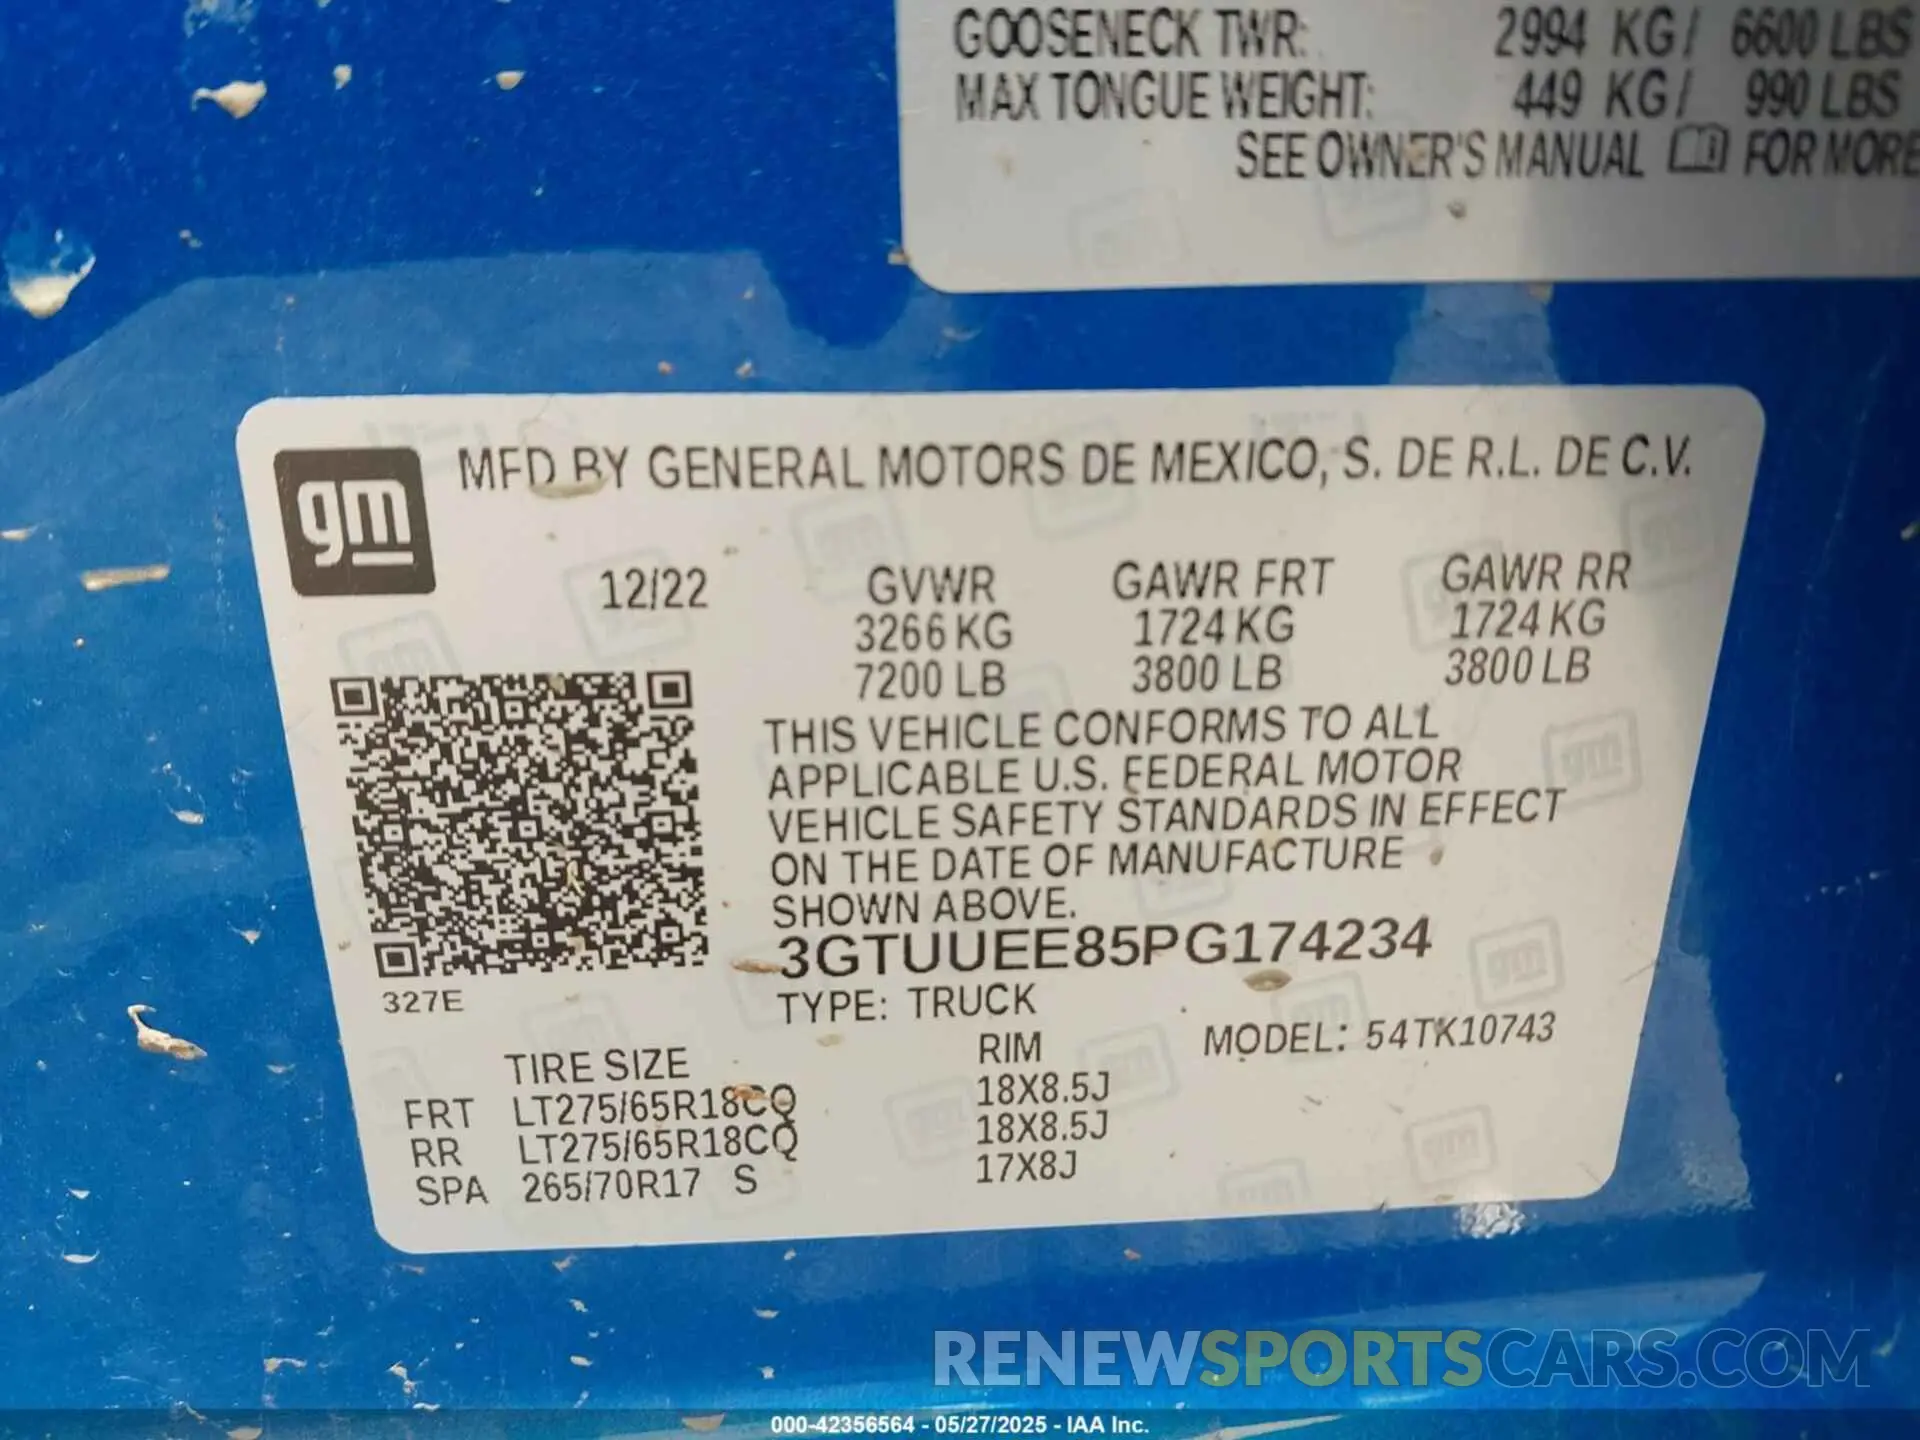 GOOSENECK TWR: 2994 KG/ 6600 LBS
MAX TONGUE WEIGHT: 449 KG/ 990 LBS
SEE OWNER'S MANUAL FOR MORE
gm
MFD BY GENERAL MOTORS DE MEXICO, S. DE R.L. DE C.V.
12/22 GVWR GAWR FRT GAWR RR
3266 KG 1724 KG 1724 KG
7200 LB 3800 LB 3800 LB
THIS VEHICLE CONFORMS TO ALL
APPLICABLE U.S. FEDERAL MOTOR
VEHICLE SAFETY STANDARDS IN EFFECT
ON THE DATE OF MANUFACTURE
SHOWN ABOVE.
3GTUUEE85PG174234
327E
TYPE: TRUCK
MODEL: 54TK10743
TIRE SIZE RIM
FRT LT275/65R18CQ 18X8.5J
RR LT275/65R18CQ 18X8.5J
SPA 265/70R17 S 17X8J
RENEWSPORTSCARS.COM
000-42356564 - 05/27/2025 - IAA Inc.